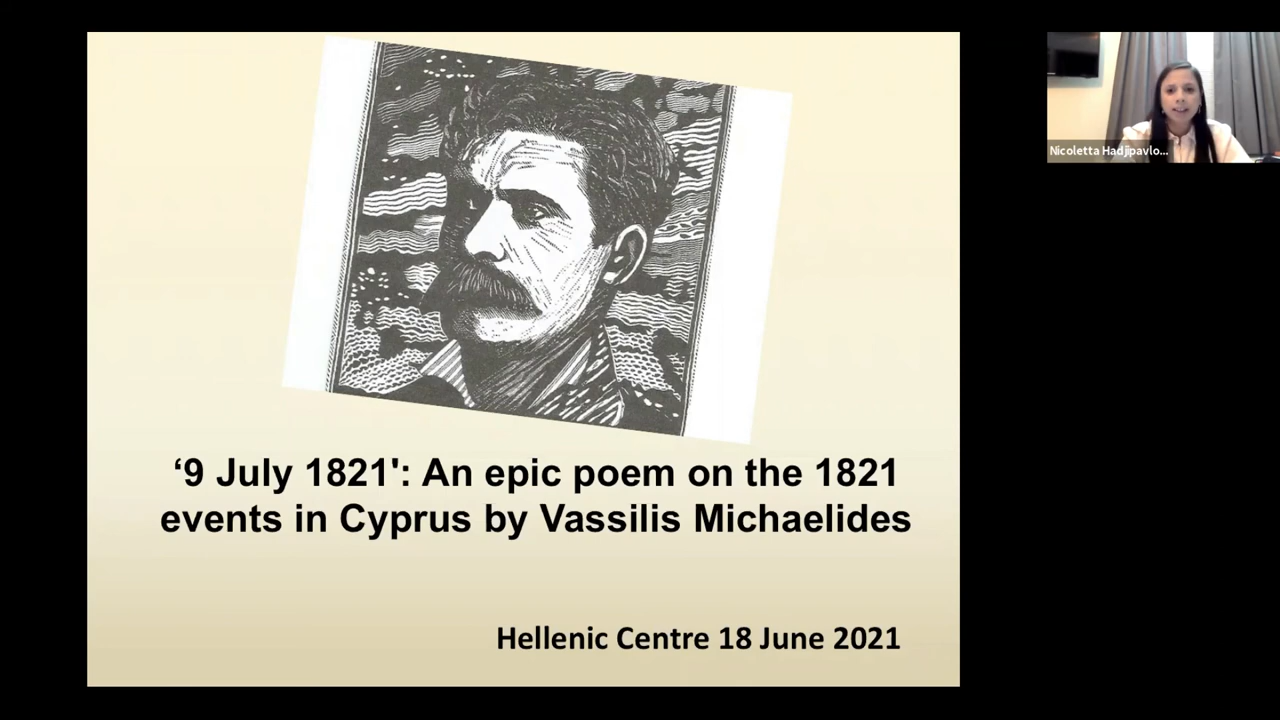 Nicoletta Hadjipavlo...
‘9 July 1821': An epic poem on the 1821
events in Cyprus by Vassilis Michaelides
Hellenic Centre 18 June 2021